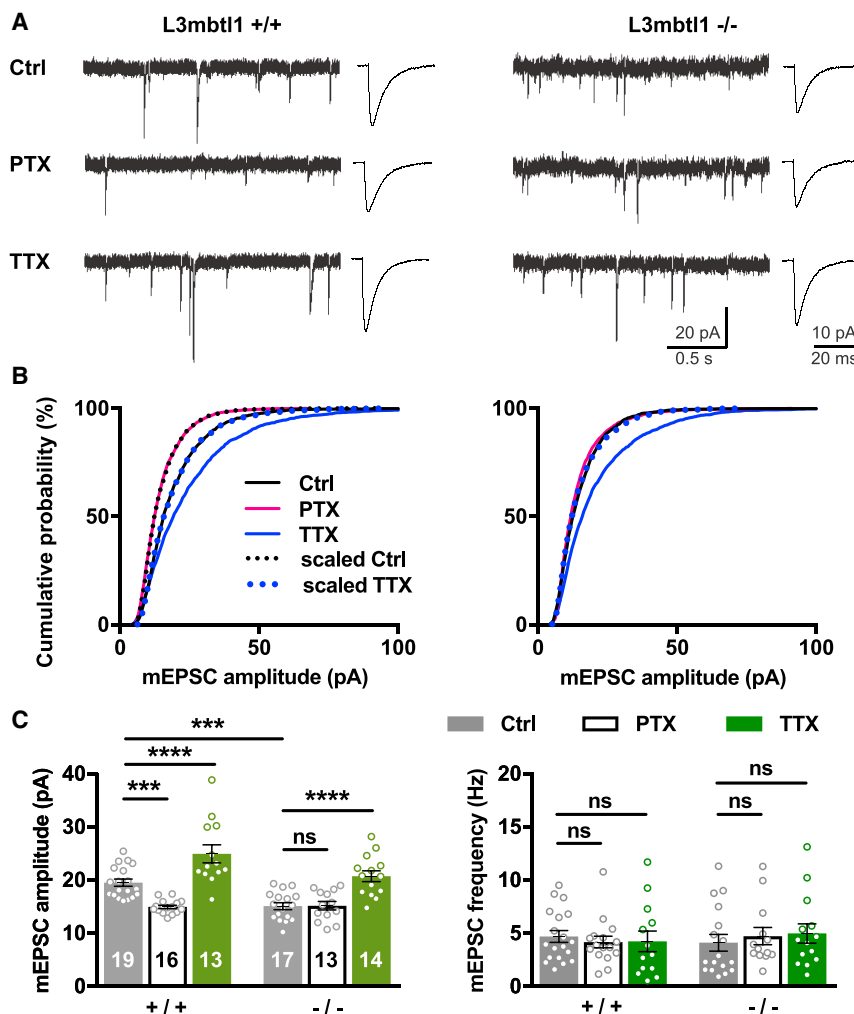 A
L3mbtl1 +/+
L3mbtl1 -/-
Ctrl
PTX
TTX
20 pA
0.5 s
10 pA
20 ms
B
Cumulative probability (%)
100
50
0
0
50
100
mEPSC amplitude (pA)
Ctrl
PTX
TTX
scaled Ctrl
scaled TTX
100
50
0
0
50
100
mEPSC amplitude (pA)
C
Ctrl
PTX
TTX
mEPSC amplitude (pA)
40
30
20
10
0
***
****
***
****
ns
19
16
13
17
13
14
+ / +
- / -
mEPSC frequency (Hz)
20
15
10
5
0
ns
ns
ns
ns
+ / +
- / -